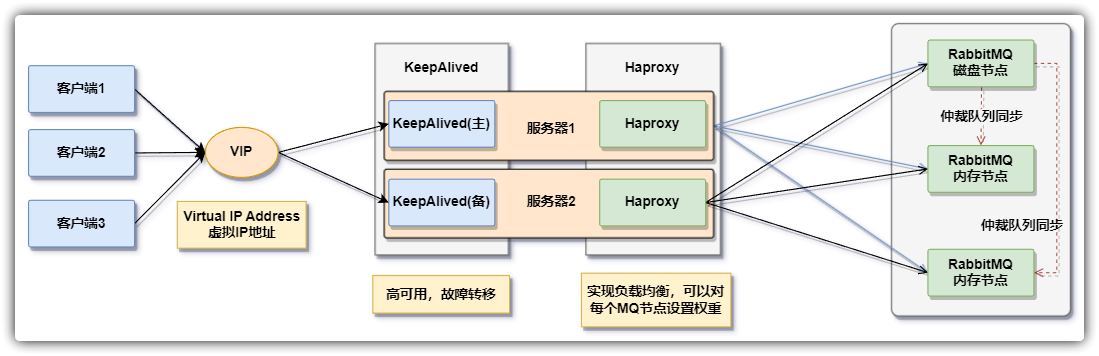 客户端1
客户端2
客户端3
VIP
Virtual IP Address
虚拟IP地址
KeepAlived
KeepAlived(主)
服务器1
KeepAlived(备)
服务器2
高可用，故障转移
Haproxy
Haproxy
Haproxy
实现负载均衡，可以对
每个MQ节点设置权重
RabbitMQ
磁盘节点
仲裁队列同步
RabbitMQ
内存节点
仲裁队列同步
RabbitMQ
内存节点